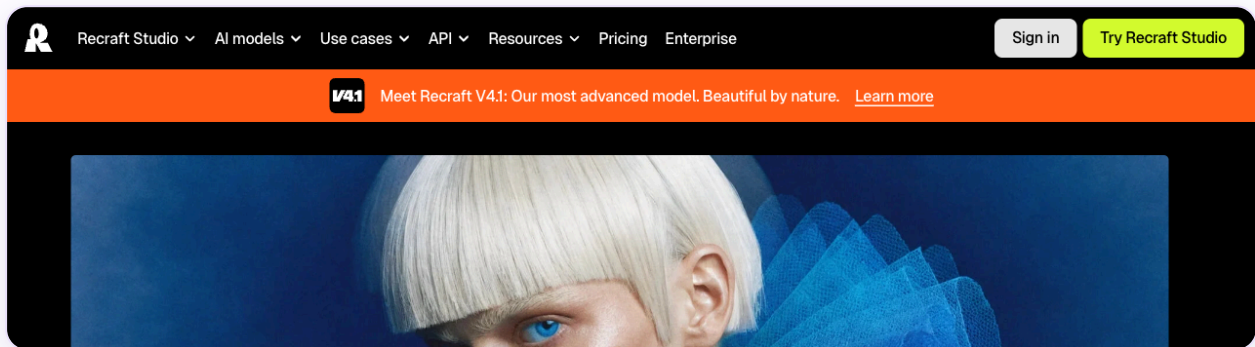 Recraft Studio AI models Use cases API Resources Pricing Enterprise Sign in Try Recraft Studio
V4.1 Meet Recraft V4.1: Our most advanced model. Beautiful by nature. Learn more